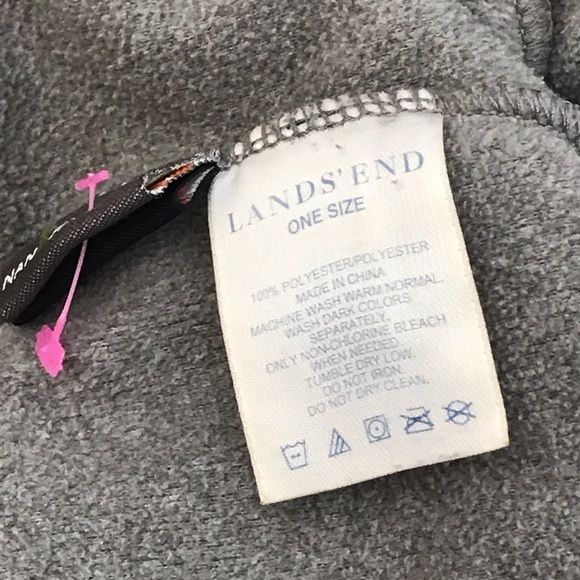 LANDS' END
ONE SIZE
100% POLYESTER/POLYESTER
MADE IN CHINA
MACHINE WASH WARM NORMAL.
WASH DARK COLORS
SEPARATELY.
ONLY NON-CHLORINE BLEACH
WHEN NEEDED.
TUMBLE DRY LOW.
DO NOT IRON.
DO NOT DRY CLEAN.
NAN